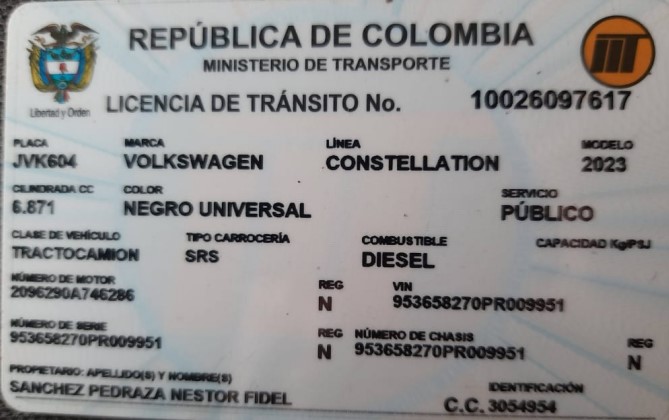 REPÚBLICA DE COLOMBIA
MINISTERIO DE TRANSPORTE
Libertad y Orden
LICENCIA DE TRÁNSITO No. 10026097617
PLACA MARCA LÍNEA MODELO
JVK604 VOLKSWAGEN CONSTELLATION 2023
CILINDRADA CC COLOR SERVICIO
6.871 NEGRO UNIVERSAL PÚBLICO
CLASE DE VEHÍCULO TIPO CARROCERÍA COMBUSTIBLE CAPACIDAD Kg/PSJ
TRACTOCAMION SRS DIESEL
NÚMERO DE MOTOR REG VIN
2096290A746286 N 953658270PR009951
NÚMERO DE SERIE REG NÚMERO DE CHASIS REG
953658270PR009951 N 953658270PR009951 N
PROPIETARIO: APELLIDO(S) Y NOMBRE(S) IDENTIFICACIÓN
SANCHEZ PEDRAZA NESTOR FIDEL C.C. 3054954